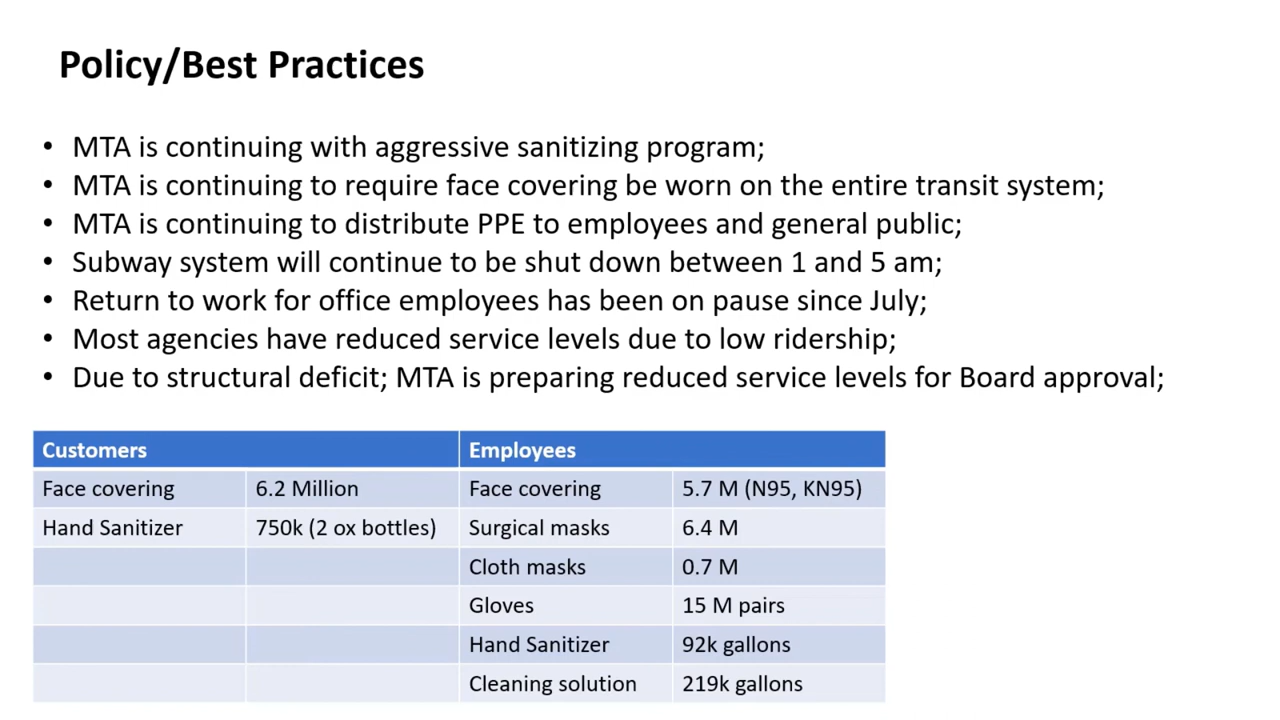 Policy/Best Practices
• MTA is continuing with aggressive sanitizing program;
• MTA is continuing to require face covering be worn on the entire transit system;
• MTA is continuing to distribute PPE to employees and general public;
• Subway system will continue to be shut down between 1 and 5 am;
• Return to work for office employees has been on pause since July;
• Most agencies have reduced service levels due to low ridership;
• Due to structural deficit; MTA is preparing reduced service levels for Board approval;
Customers Employees
Face covering 6.2 Million Face covering 5.7 M (N95, KN95)
Hand Sanitizer 750k (2 ox bottles) Surgical masks 6.4 M
Cloth masks 0.7 M
Gloves 15 M pairs
Hand Sanitizer 92k gallons
Cleaning solution 219k gallons